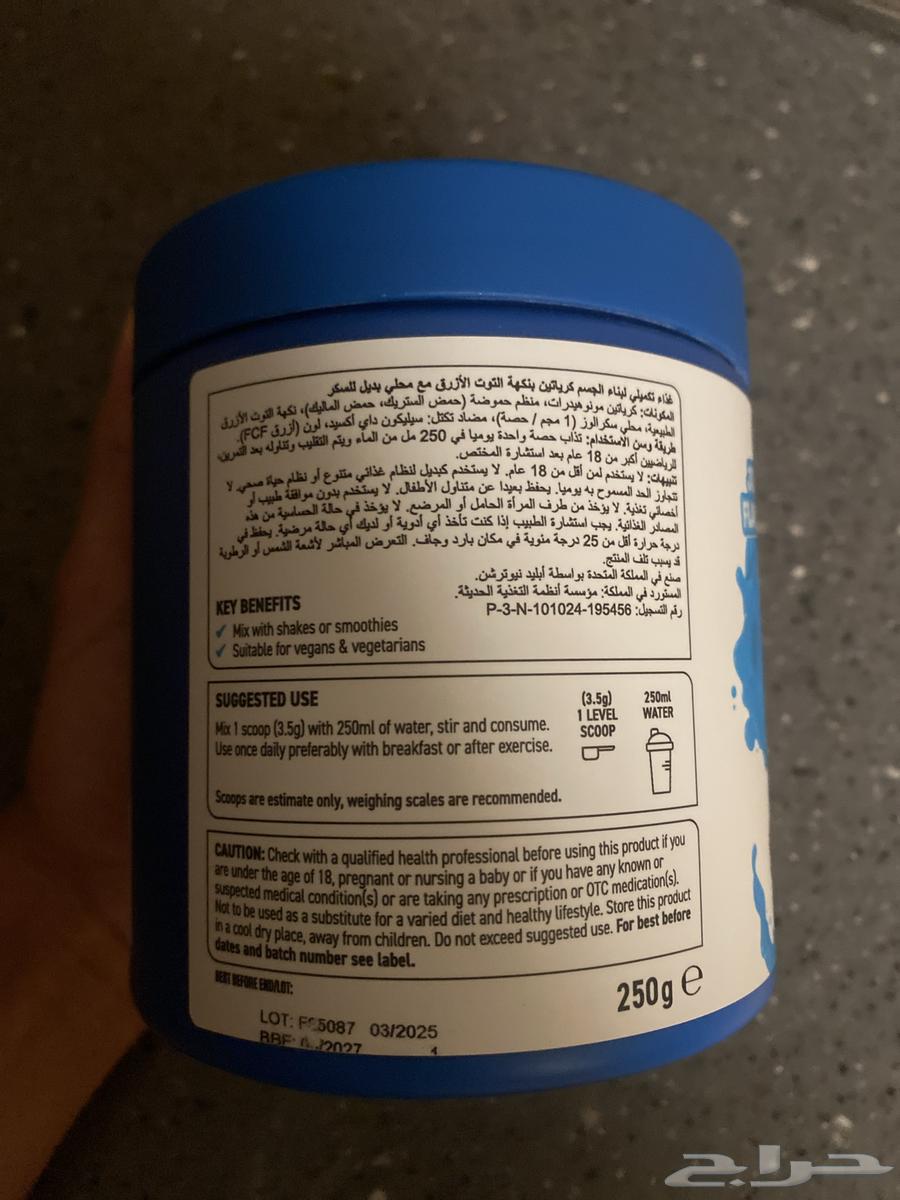 غذاء تكميلي لبناء الجسم كرياتين بنكهة التوت الأزرق مع محلي بديل للسكر
المكونات: كرياتين مونوهيدرات، منظم حموضة (حمض الستريك، حمض الماليك)، نكهة التوت الأزرق
الطبيعية، محلي سكرالوز (1 مجم / حصة)، مضاد تكتل: سيليكون داي أكسيد، لون (أزرق FCF).
طريقة وسن الاستخدام: تذاب حصة واحدة يوميا في 250 مل من الماء ويتم التقليب وتناوله بعد التمرين،
للرياضيين أكبر من 18 عام بعد استشارة المختص.
تنبيهات: لا يستخدم لمن أقل من 18 عام. لا يستخدم كبديل لنظام غذائي متنوع أو نظام حياة صحي. لا
تتجاوز الحد المسموح به يوميا. يحفظ بعيدا عن متناول الأطفال. لا يستخدم بدون موافقة طبيب أو
أخصائي تغذية. لا يؤخذ من طرف المرأة الحامل أو المرضع. لا يؤخذ في حالة الحساسية من هذه
المصادر الغذائية. يجب استشارة الطبيب إذا كنت تأخذ أي أدوية أو لديك أي حالة مرضية. يحفظ في
درجة حرارة أقل من 25 درجة مئوية في مكان بارد وجاف. التعرض المباشر لأشعة الشمس أو الرطوبة
قد يسبب تلف المنتج.
صنع في المملكة المتحدة بواسطة أبليد نيوترشن.
المستورد في المملكة: مؤسسة أنظمة التغذية الحديثة.
رقم التسجيل: P-3-N-101024-195456
KEY BENEFITS
✓ Mix with shakes or smoothies
✓ Suitable for vegans & vegetarians
SUGGESTED USE
Mix 1 scoop (3.5g) with 250ml of water, stir and consume.
Use once daily preferably with breakfast or after exercise.
Scoops are estimate only, weighing scales are recommended.
(3.5g)
1 LEVEL
SCOOP
250ml
WATER
CAUTION: Check with a qualified health professional before using this product if you
are under the age of 18, pregnant or nursing a baby or if you have any known or
suspected medical condition(s) or are taking any prescription or OTC medication(s).
Not to be used as a substitute for a varied diet and healthy lifestyle. Store this product
in a cool dry place, away from children. Do not exceed suggested use. For best before
dates and batch number see label.
BEST BEFORE END/LOT:
250g e
LOT: 03/2025
BBE:
حراج